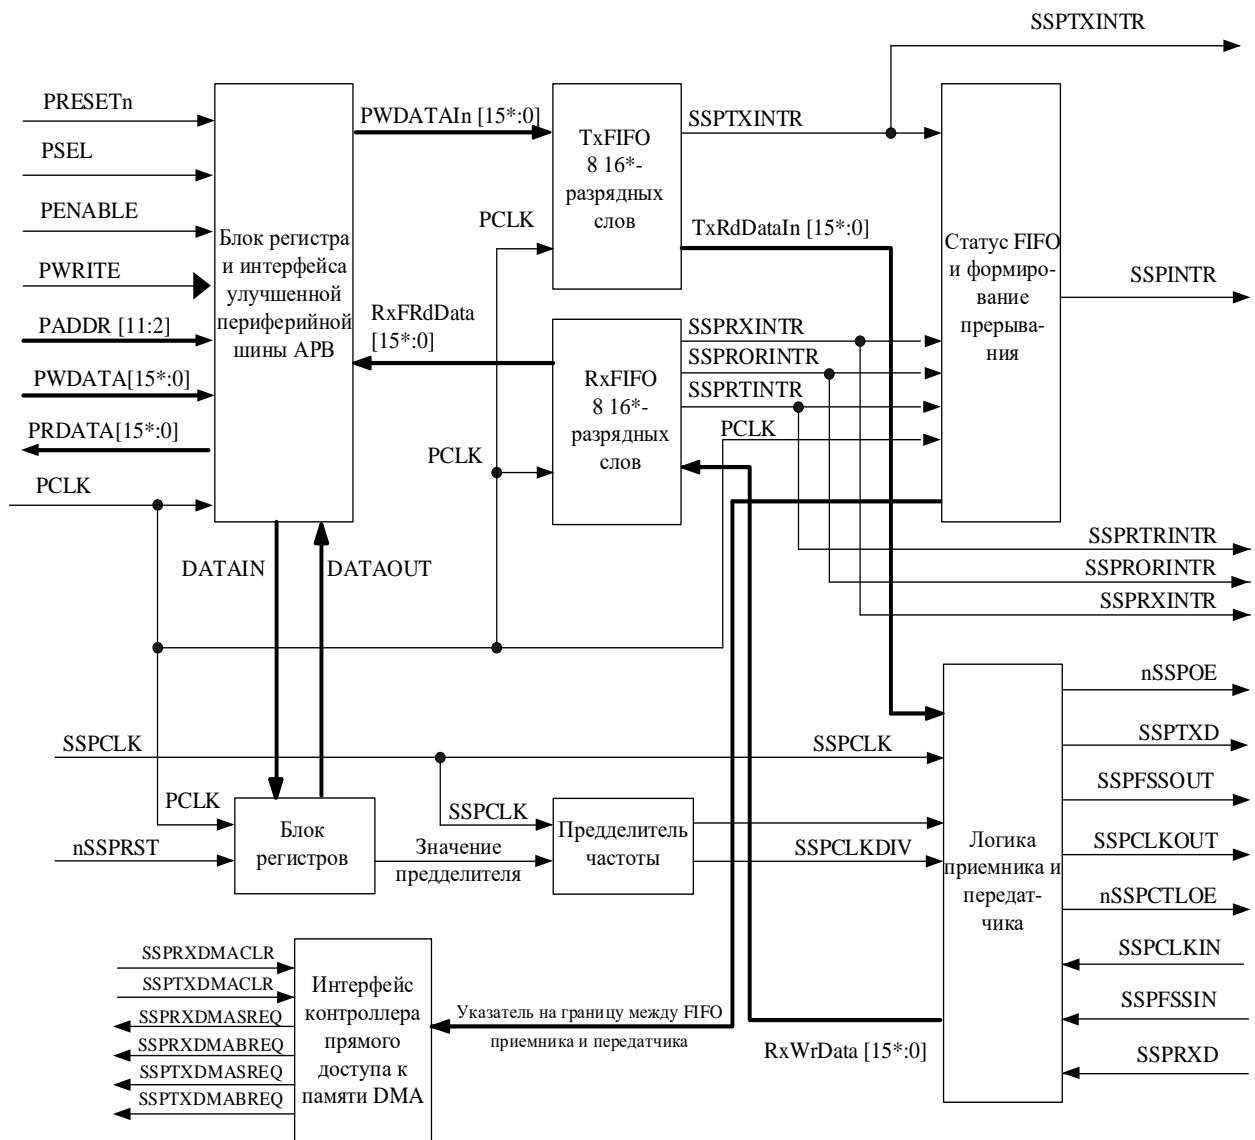 SSPTXINTR
PRESETn
PSEL
PENABLE
PWRITE
PADDR [11:2]
PWDATA[15*:0]
PRDATA[15*:0]
PCLK
Блок регистра
и интерфейса
улучшенной
периферийной
шины APB
PWDATAIn [15*:0]
RxFRdData
[15*:0]
TxFIFO
8 16*-
разрядных
слов
PCLK
SSPTXINTR
TxRdDataIn [15*:0]
RxFIFO
8 16*-
разрядных
слов
PCLK
SSPRXINTR
SSPRORINTR
SSPRTINTR
PCLK
Статус FIFO
и формиро-
вание
прерыва-
ния
SSPINTR
SSPRTRINTR
SSPRORINTR
SSPRXINTR
DATAIN
DATAOUT
SSPCLK
SSPCLK
PCLK
nSSPRST
Блок
регистров
SSPCLK
Значение
предделителя
Предделитель
частоты
SSPCLKDIV
Логика
приемника и
передат-
чика
nSSPOE
SSPTXD
SSPFSSOUT
SSPCLKOUT
nSSPCTLOE
SSPCLKIN
SSPFSSIN
SSPRXD
SSPRXDMACLR
SSPTXDMACLR
SSPRXDMASREQ
SSPRXDMABREQ
SSPTXDMASREQ
SSPTXDMABREQ
Интерфейс
контроллера
прямого
доступа к
памяти DMA
Указатель на границу между FIFO
приемника и передатчика
RxWrData [15*:0]